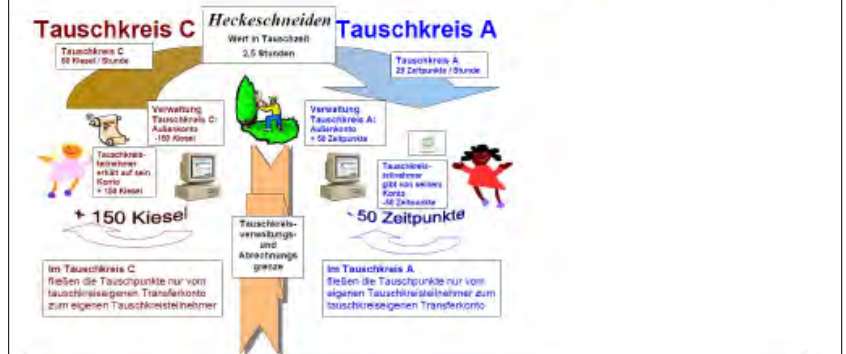 Tauschkreis C
Heckeschneiden
Wert in Tauschzeit
2,5 Stunden
Tauschkreis A
Tauschkreis C
60 Kiesel / Stunde
Tauschkreis A
20 Zeitpunkte / Stunde
Verwaltung
Tauschkreis C:
Außenkonto
-150 Kiesel
Verwaltung
Tauschkreis A:
Außenkonto
+ 50 Zeitpunkte
Tauschkreis-
teilnehmer
erhält auf sein
Konto
+ 150 Kiesel
Tauschkreis-
teilnehmer
gibt von seinem
Konto
-50 Zeitpunkte
+ 150 Kiesel
- 50 Zeitpunkte
Tauschkreis-
verwaltungs-
und
Abrechnungs
grenze
Im Tauschkreis C
fließen die Tauschpunkte nur vom
tauschkreiseigenen Transferkonto
zum eigenen Tauschkreisteilnehmer
Im Tauschkreis A
fließen die Tauschpunkte nur vom
eigenen Tauschkreisteilnehmer zum
tauschkreiseigenen Transferkonto